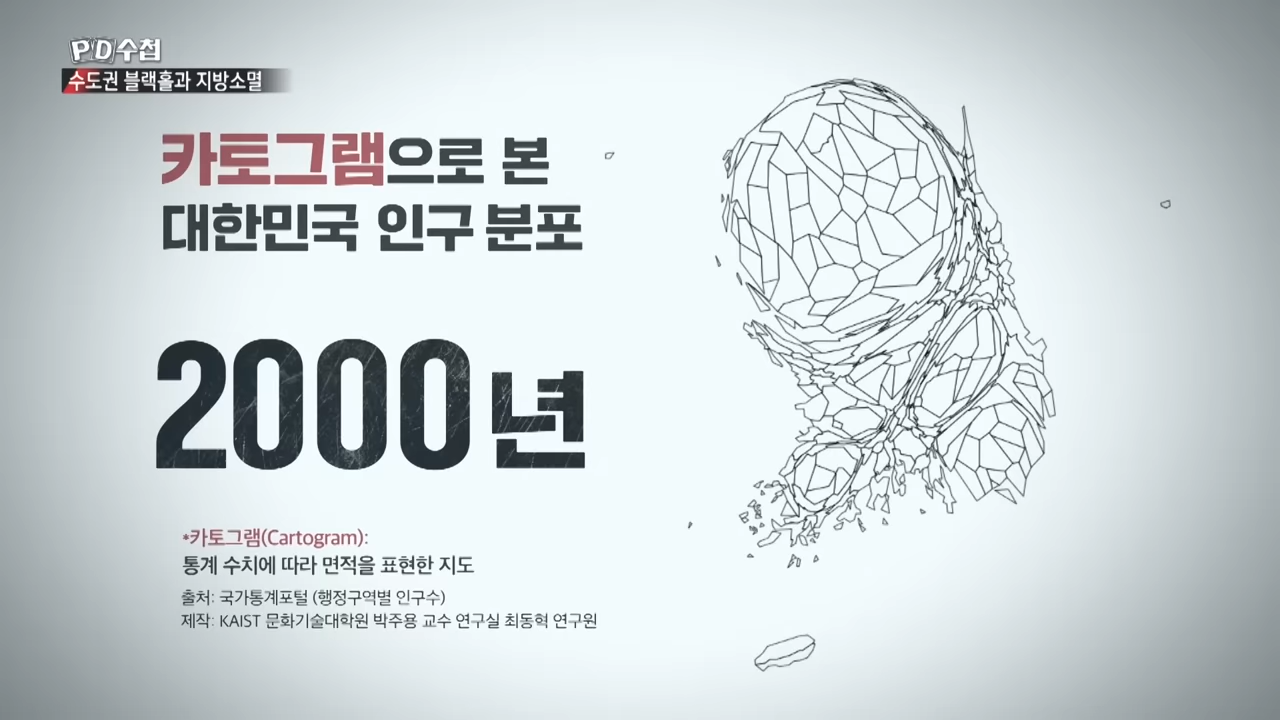 PD수첩
수도권 블랙홀과 지방소멸
카토그램으로 본
대한민국 인구 분포
2000년
*카토그램(Cartogram):
통계 수치에 따라 면적을 표현한 지도
출처: 국가통계포털 (행정구역별 인구수)
제작: KAIST 문화기술대학원 박주용 교수 연구실 최동혁 연구원